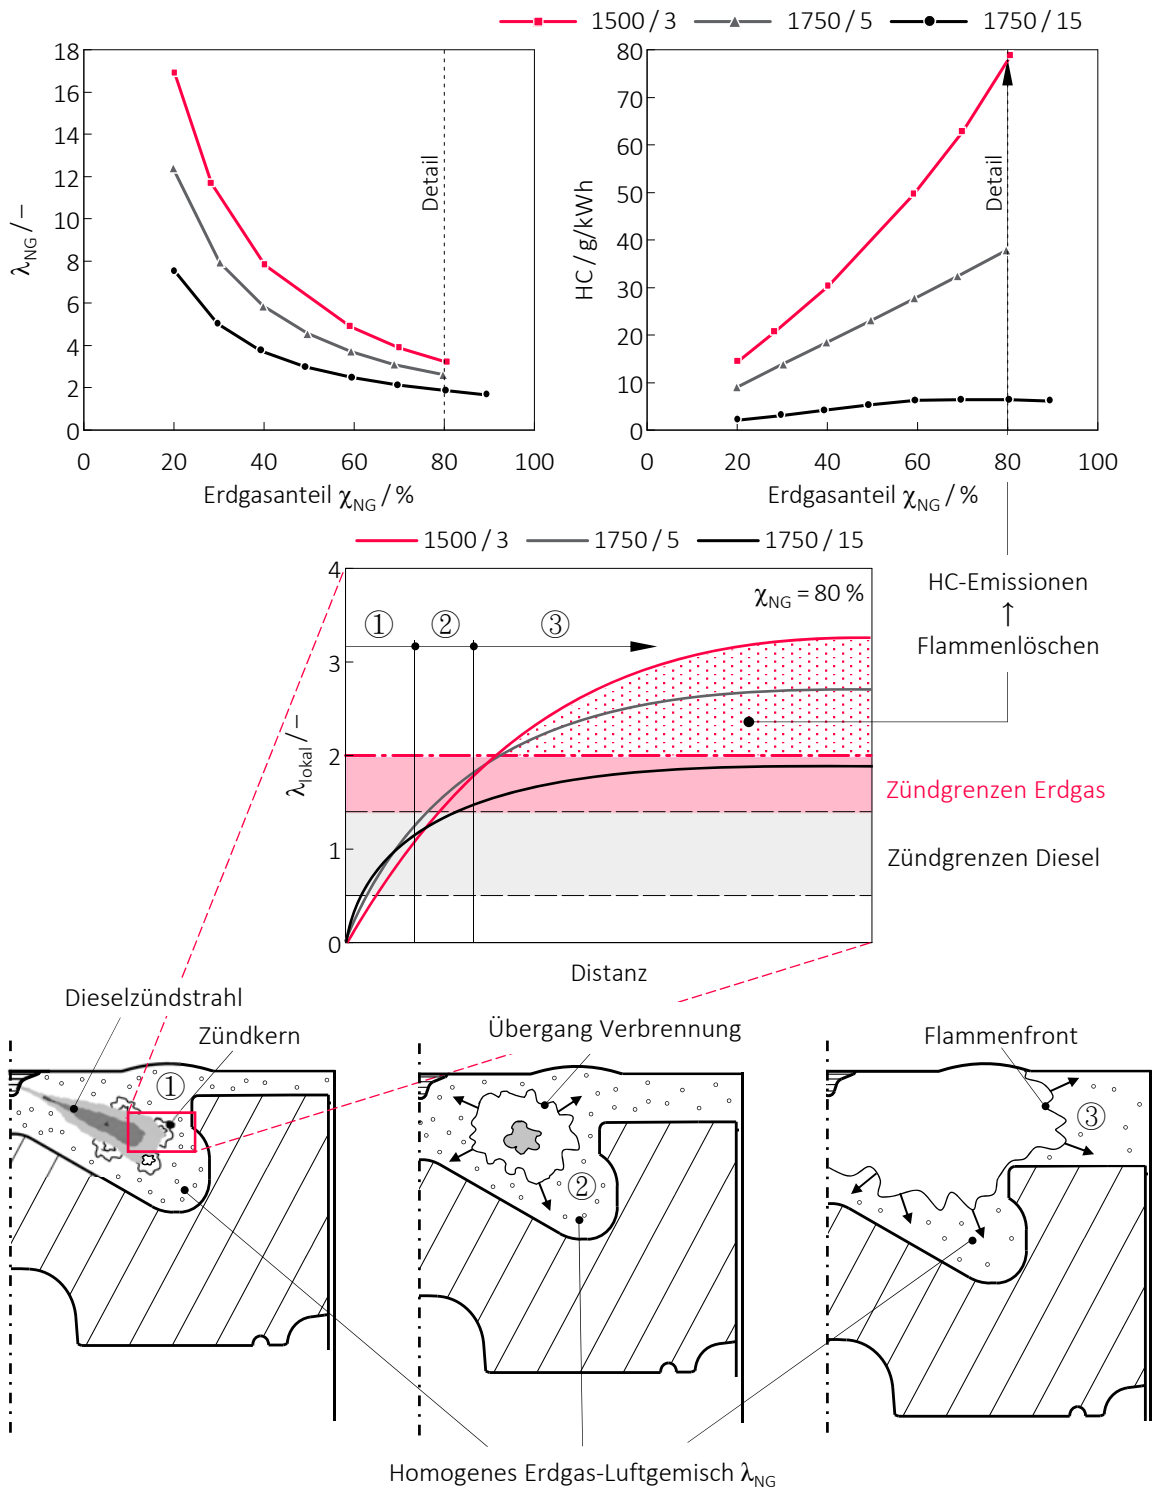 1500 / 3 1750 / 5 1750 / 15
18
16
14
12
10
8
6
4
2
0
λNG / –
Detail
0 20 40 60 80 100
Erdgasanteil χNG / %
80
70
60
50
40
30
20
10
0
HC / g/kWh
Detail
0 20 40 60 80 100
Erdgasanteil χNG / %
1500 / 3 1750 / 5 1750 / 15
4
3
2
1
0
λlokal / –
χNG = 80 %
① ② ③
HC-Emissionen
↑
Flammenlöschen
Zündgrenzen Erdgas
Zündgrenzen Diesel
Distanz
Dieselzündstrahl
Zündkern
Übergang Verbrennung
Flammenfront
①
②
③
Homogenes Erdgas-Luftgemisch λNG